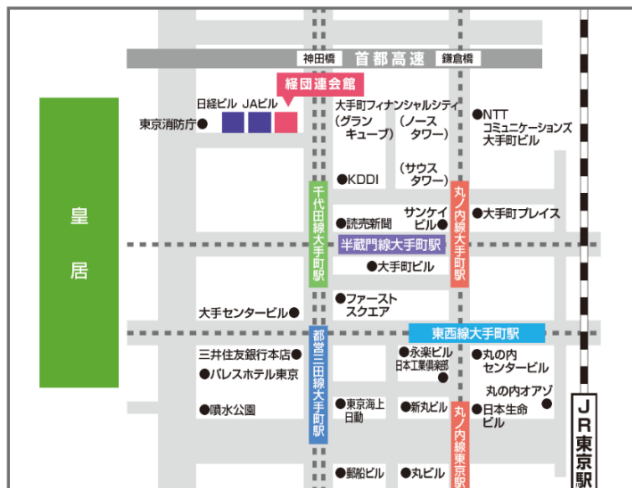 神田橋
首都高速
鎌倉橋
経団連会館
日経ビル JAビル
東京消防庁
大手町フィナンシャルシティ
(グラン
キューブ)
(ノース
タワー)
NTT
コミュニケーションズ
大手町ビル
KDDI
(サウス
タワー)
皇居
千代田線大手町駅
丸ノ内線大手町駅
読売新聞
サンケイ
ビル
大手町プレイス
半蔵門線大手町駅
大手町ビル
大手センタービル
ファースト
スクエア
都営三田線大手町駅
東西線大手町駅
三井住友銀行本店
パレスホテル東京
永楽ビル
日本工業倶楽部
丸の内
センタービル
丸の内オアゾ
噴水公園
東京海上
日動
新丸ビル
丸ノ内線東京駅
日本生命
ビル
JR東京駅
郵船ビル
丸ビル